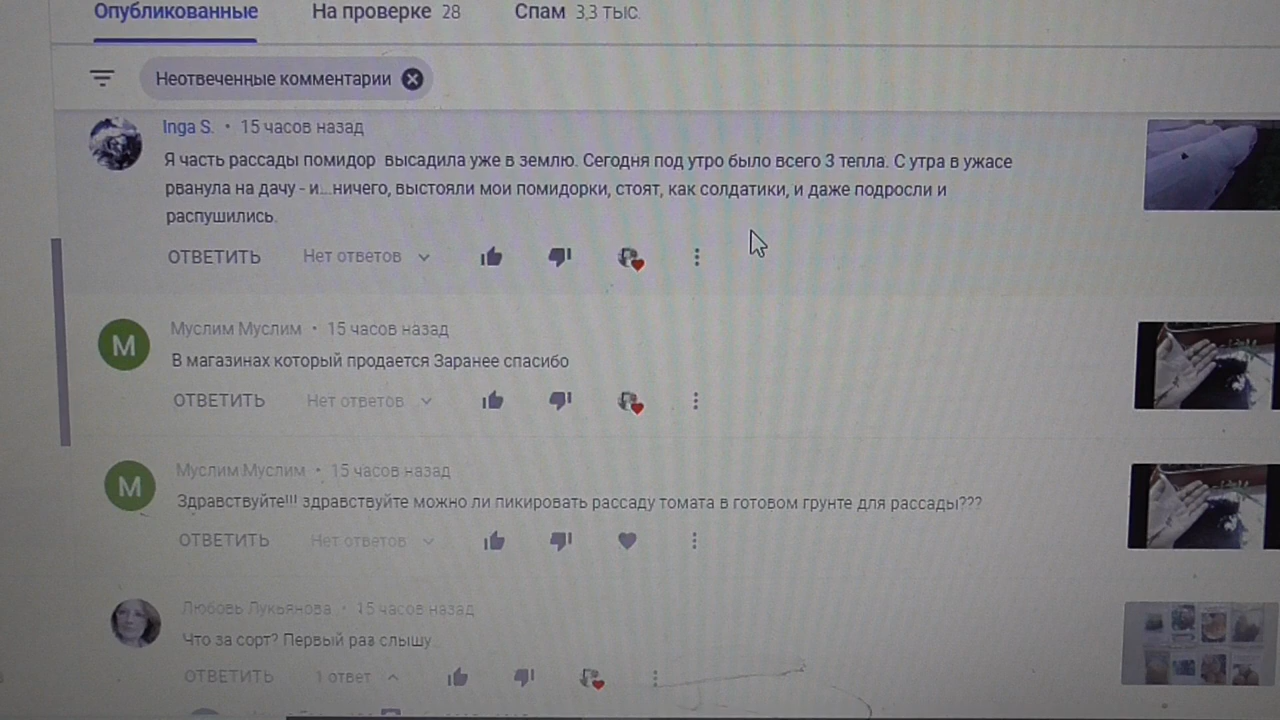 Опубликованные На проверке 28 Спам 3,3 тыс.
Неотвеченные комментарии
Inga S. • 15 часов назад
Я часть рассады помидор высадила уже в землю. Сегодня под утро было всего 3 тепла. С утра в ужасе
рванула на дачу - и...ничего, выстояли мои помидорки, стоят, как солдатики, и даже подросли и
распушились.
ОТВЕТИТЬ Нет ответов
М
Муслим Муслим • 15 часов назад
В магазинах который продается Заранее спасибо
ОТВЕТИТЬ Нет ответов
М
Муслим Муслим • 15 часов назад
Здравствуйте!!! здравствуйте можно ли пикировать рассаду томата в готовом грунте для рассады???
ОТВЕТИТЬ Нет ответов
Любовь Лукьянова • 15 часов назад
Что за сорт? Первый раз слышу
ОТВЕТИТЬ 1 ответ